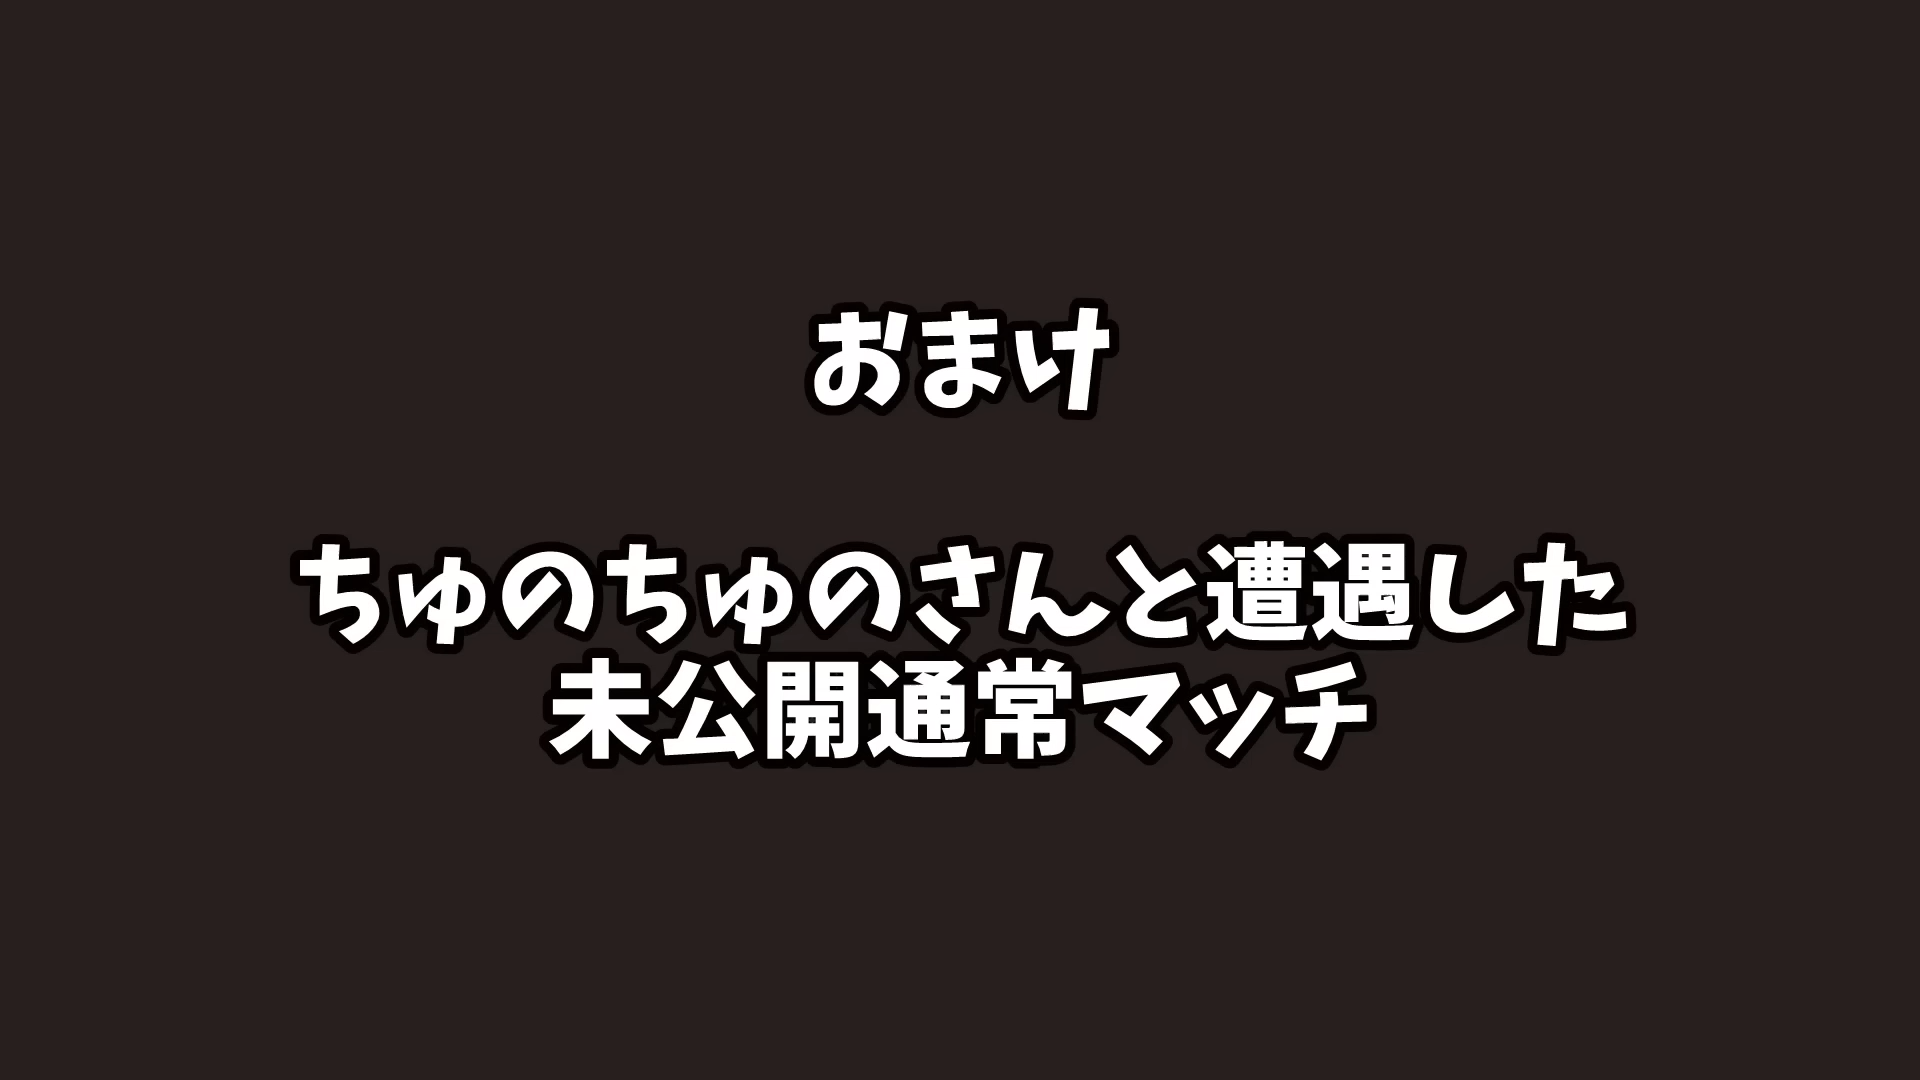 おまけ
ちゅのちゅのさんと遭遇した
未公開通常マッチ